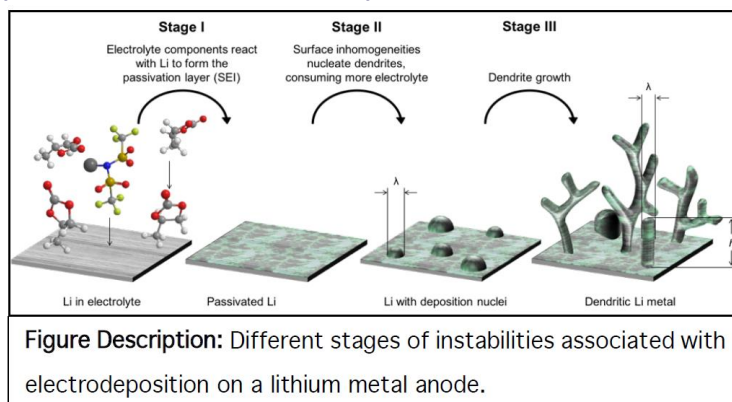 Stage I
Electrolyte components react
with Li to form the
passivation layer (SEI)
Stage II
Surface inhomogeneities
nucleate dendrites,
consuming more electrolyte
Stage III
Dendrite growth
λ
λ
Li in electrolyte
Passivated Li
Li with deposition nuclei
Dendritic Li metal
Figure Description: Different stages of instabilities associated with
electrodeposition on a lithium metal anode.